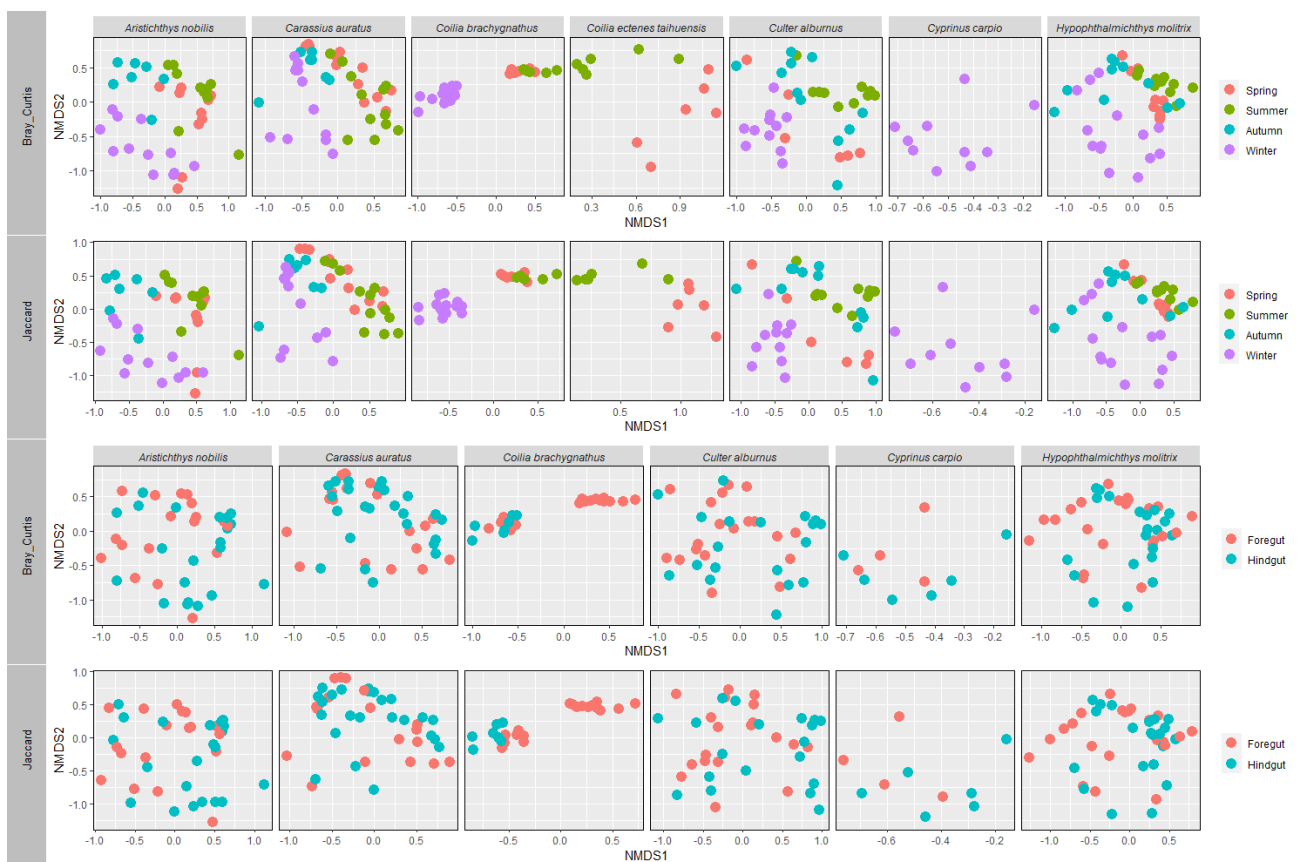 Aristichthys nobilis Carassius auratus Coilia brachygnathus Coilia ectenes taihuensis Culter alburnus Cyprinus carpio Hypophthalmichthys molitrix
Bray_Curtis
NMDS2
0.5
0.0
-0.5
-1.0
-1.0 -0.5 0.0 0.5 1.0 -1.0 -0.5 0.0 0.5 -1.0 -0.5 0.0 0.5 0.3 0.6 0.9 -1.0 -0.5 0.0 0.5 1.0 -0.7 -0.6 -0.5 -0.4 -0.3 -0.2 -1.0 -0.5 0.0 0.5
NMDS1
Spring
Summer
Autumn
Winter
Jaccard
NMDS2
1.0
0.5
0.0
-0.5
-1.0
-1.0 -0.5 0.0 0.5 1.0 -1.0 -0.5 0.0 0.5 -1.0 -0.5 0.0 0.5 0.0 0.5 1.0 -1.0 -0.5 0.0 0.5 1.0 -0.6 -0.4 -0.2 -1.0 -0.5 0.0 0.5
NMDS1
Spring
Summer
Autumn
Winter
Aristichthys nobilis Carassius auratus Coilia brachygnathus Culter alburnus Cyprinus carpio Hypophthalmichthys molitrix
Bray_Curtis
NMDS2
0.5
0.0
-0.5
-1.0
-1.0 -0.5 0.0 0.5 1.0 -1.0 -0.5 0.0 0.5 -1.0 -0.5 0.0 0.5 -1.0 -0.5 0.0 0.5 1.0 -0.7 -0.6 -0.5 -0.4 -0.3 -0.2 -1.0 -0.5 0.0 0.5
NMDS1
Foregut
Hindgut
Jaccard
NMDS2
1.0
0.5
0.0
-0.5
-1.0
-1.0 -0.5 0.0 0.5 1.0 -1.0 -0.5 0.0 0.5 -0.5 0.0 0.5 -1.0 -0.5 0.0 0.5 1.0 -0.6 -0.4 -0.2 -1.0 -0.5 0.0 0.5
NMDS1
Foregut
Hindgut